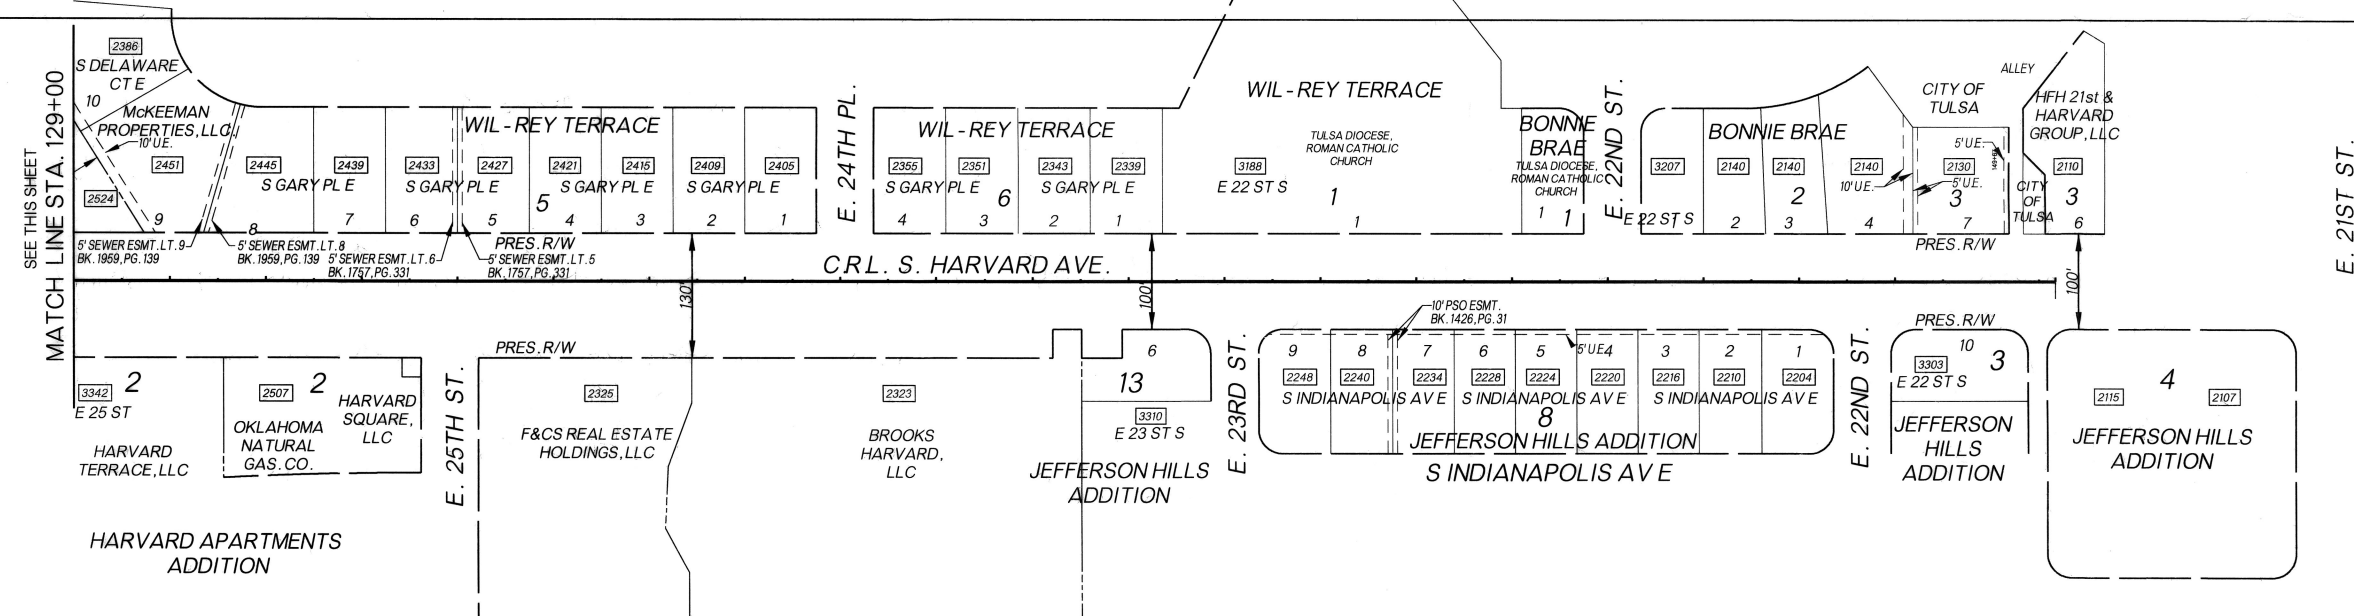 SEE THIS SHEET
MATCH LINE STA. 129+00
2386
S DELAWARE
CT E
10
McKEEMAN
PROPERTIES, LLC
10' U.E.
2451
2524
9
2445
8
2439
7
2433
6
2427
5
2421
4
2415
3
2409
2
2405
1
WIL-REY TERRACE
S GARY PL E
S GARY PL E
S GARY PL E
S GARY PL E
5
E. 24TH PL.
WIL-REY TERRACE
2355
2351
2343
2339
S GARY PL E
S GARY PL E
6
4
3
2
1
WIL-REY TERRACE
TULSA DIOCESE,
ROMAN CATHOLIC
CHURCH
3188
E 22 ST S
1
1
BONNIE
BRAE
TULSA DIOCESE,
ROMAN CATHOLIC
CHURCH
1
1
E. 22ND ST.
BONNIE BRAE
3207
2140
2140
2140
E 22 ST S
1
2
3
4
2
10' U.E.
CITY OF
TULSA
5' U.E.
2130
5' U.E.
3
7
ALLEY
HFH 21st &
HARVARD
GROUP, LLC
2110
CITY
OF
TULSA
3
6
E. 21ST ST.
5' SEWER ESMT. LT. 9
BK. 1959, PG. 139
5' SEWER ESMT. LT. 8
BK. 1959, PG. 139
5' SEWER ESMT. LT. 6
BK. 1757, PG. 331
PRES. R/W
5' SEWER ESMT. LT. 5
BK. 1757, PG. 331
PRES. R/W
C.R.L. S. HARVARD AVE.
130'
100'
100'
10' PSO ESMT.
BK. 1426, PG. 31
PRES. R/W
PRES. R/W
3342
2
E 25 ST
HARVARD
TERRACE, LLC
2507
2
OKLAHOMA
NATURAL
GAS. CO.
HARVARD
SQUARE,
LLC
E. 25TH ST.
2325
F&CS REAL ESTATE
HOLDINGS, LLC
2323
BROOKS
HARVARD,
LLC
6
13
3310
E 23 ST S
JEFFERSON HILLS
ADDITION
E. 23RD ST.
9
8
7
6
5
5' U.E.
4
3
2
1
2248
2240
2234
2228
2224
2220
2216
2210
2204
S INDIANAPOLIS AV E
S INDIANAPOLIS AV E
S INDIANAPOLIS AV E
8
JEFFERSON HILLS ADDITION
S INDIANAPOLIS AV E
E. 22ND ST.
10
3
3303
E 22 ST S
JEFFERSON
HILLS
ADDITION
4
2115
2107
JEFFERSON HILLS
ADDITION
HARVARD APARTMENTS
ADDITION